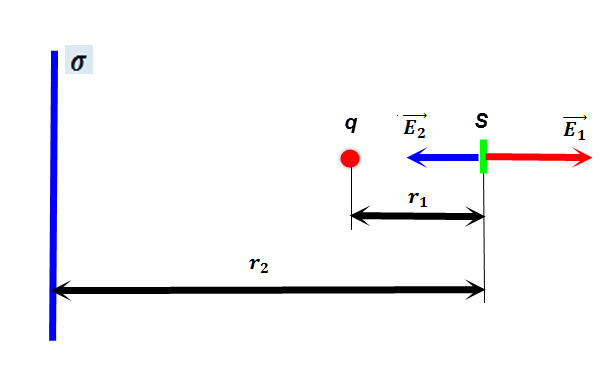 σ
q
E₂
S
E₁
r₁
r₂